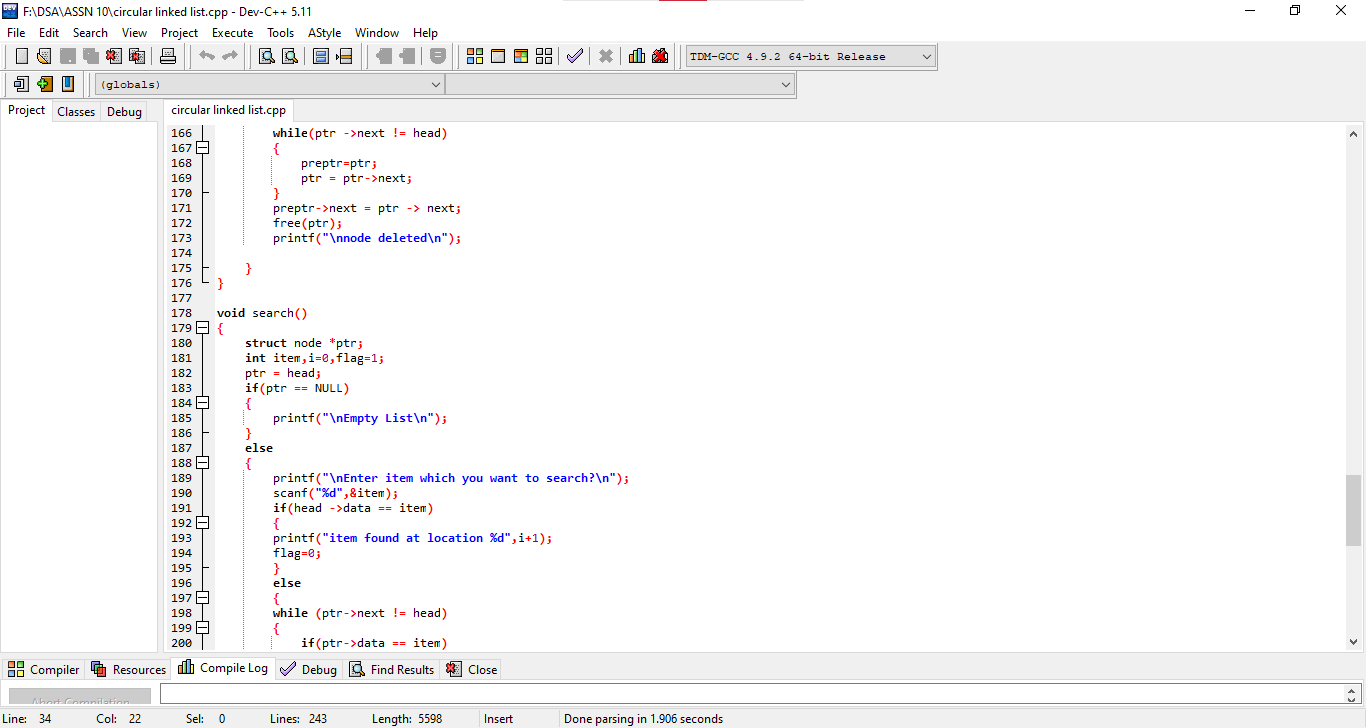 F:\DSA\ASSN 10\circular linked list.cpp - Dev-C++ 5.11
File Edit Search View Project Execute Tools AStyle Window Help
TDM-GCC 4.9.2 64-bit Release
(globals)
Project Classes Debug circular linked list.cpp
166 while(ptr ->next != head)
167 {
168 preptr=ptr;
169 ptr = ptr->next;
170 }
171 preptr->next = ptr -> next;
172 free(ptr);
173 printf("\nnode deleted\n");
174
175 }
176 }
177
178 void search()
179 {
180 struct node *ptr;
181 int item,i=0,flag=1;
182 ptr = head;
183 if(ptr == NULL)
184 {
185 printf("\nEmpty List\n");
186 }
187 else
188 {
189 printf("\nEnter item which you want to search?\n");
190 scanf("%d",&item);
191 if(head ->data == item)
192 {
193 printf("item found at location %d",i+1);
194 flag=0;
195 }
196 else
197 {
198 while (ptr->next != head)
199 {
200 if(ptr->data == item)
Compiler Resources Compile Log Debug Find Results Close
Abort Compilation
Line: 34 Col: 22 Sel: 0 Lines: 243 Length: 5598 Insert Done parsing in 1.906 seconds